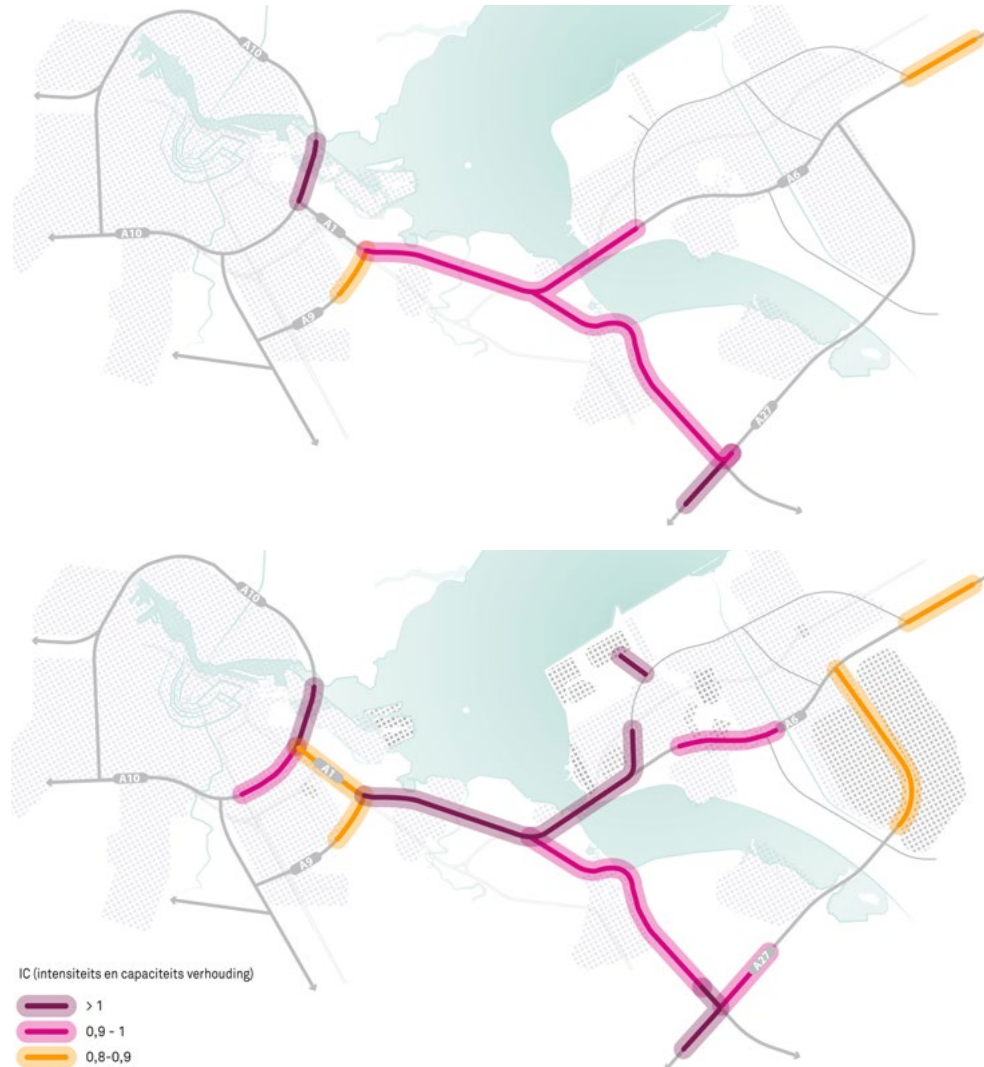 A10
A6
A1
A10
A9
A27
A10
A6
A1
A10
A9
A27
IC (intensiteits en capaciteits verhouding)
> 1
0,9 - 1
0,8-0,9